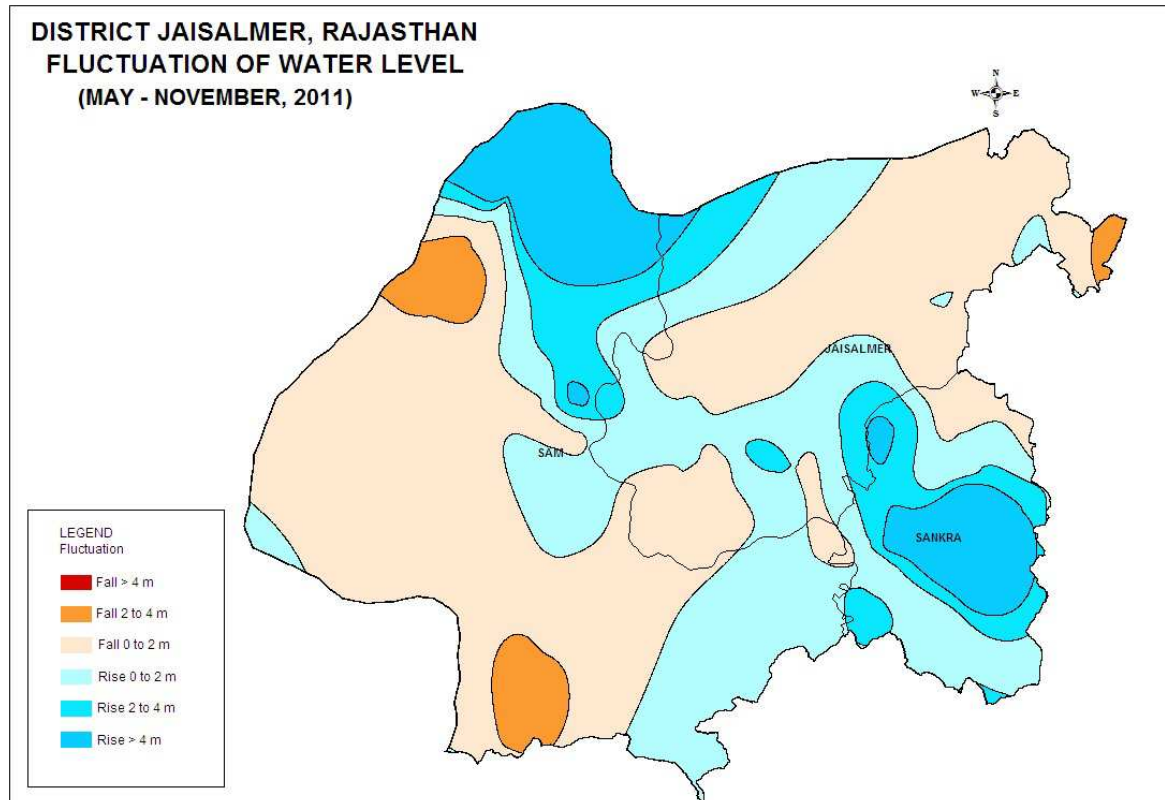 DISTRICT JAISALMER, RAJASTHAN
FLUCTUATION OF WATER LEVEL
(MAY - NOVEMBER, 2011)
N
W E
S
JAISALMER
SAM
SANKRA
LEGEND
Fluctuation
Fall > 4 m
Fall 2 to 4 m
Fall 0 to 2 m
Rise 0 to 2 m
Rise 2 to 4 m
Rise > 4 m